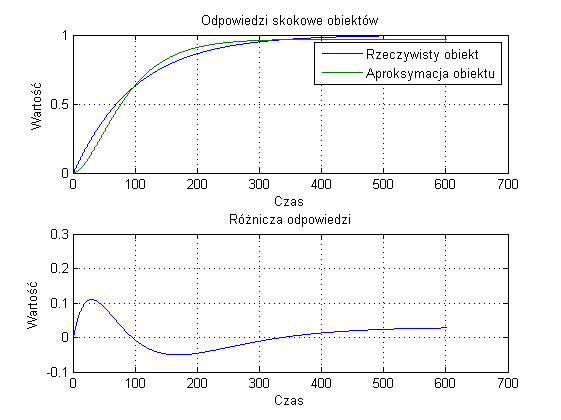 Odpowiedzi skokowe obiektów
1
0.5
0
Wartość
Rzeczywisty obiekt
Aproksymacja obiektu
0 100 200 300 400 500 600 700
Czas
Różnicza odpowiedzi
0.3
0.2
0.1
0
-0.1
Wartość
0 100 200 300 400 500 600 700
Czas